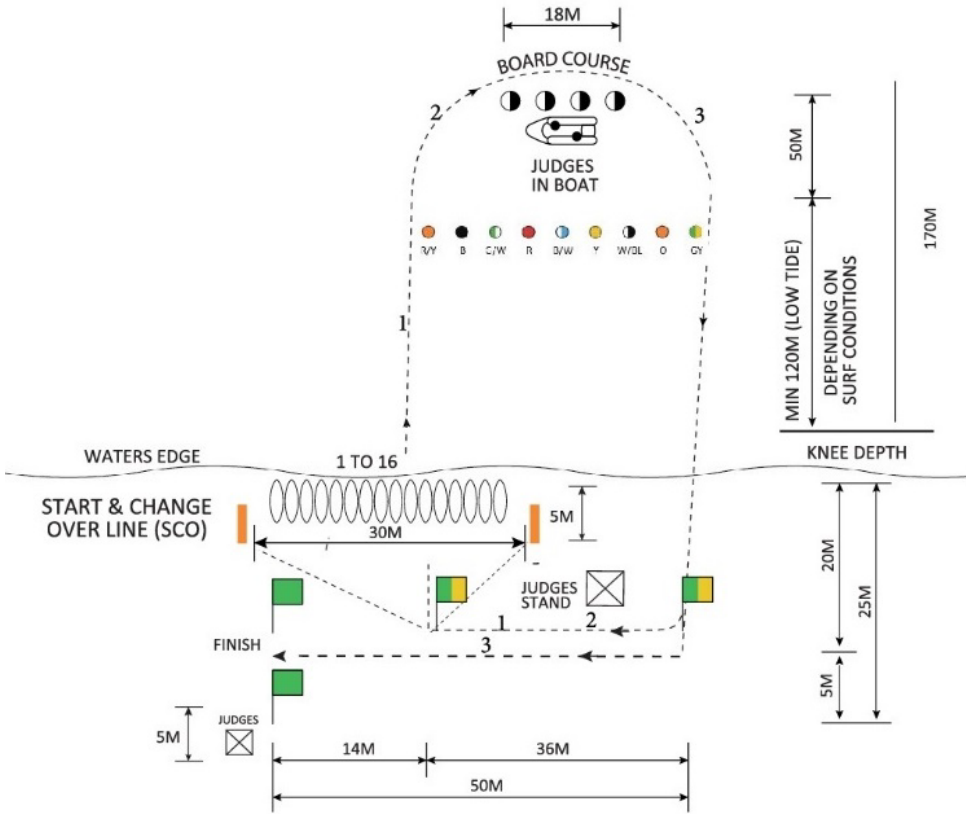 18M
BOARD COURSE
2
3
JUDGES
IN BOAT
50M
170M
R/Y B G/W R B/W Y W/BL O GY
MIN 120M (LOW TIDE)
DEPENDING ON
SURF CONDITIONS
1
WATERS EDGE
1 TO 16
KNEE DEPTH
START & CHANGE
OVER LINE (SCO)
30M
5M
20M
25M
JUDGES
STAND
1
2
FINISH
3
5M
JUDGES
5M
14M
36M
50M